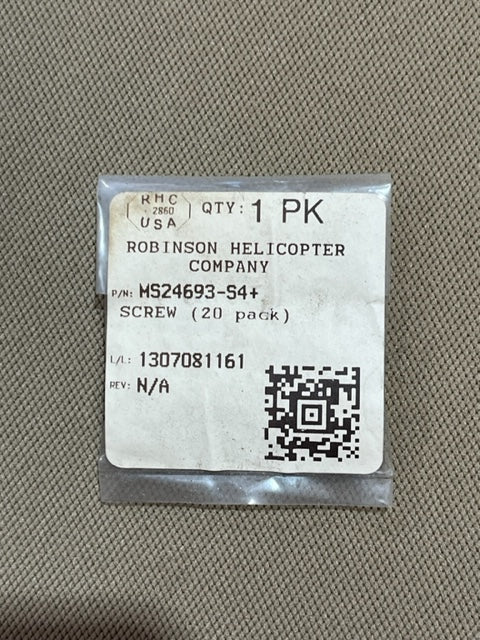 RHC
2860
USA
QTY: 1 PK
ROBINSON HELICOPTER
COMPANY
P/N: MS24693-S4+
SCREW (20 pack)
L/L: 1307081161
REV: N/A